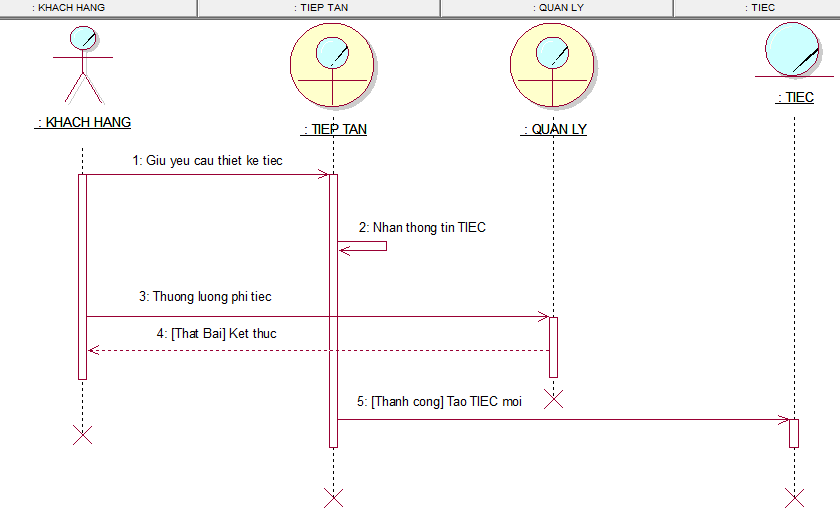 : KHACH HANG
: TIEP TAN
: QUAN LY
: TIEC
: KHACH HANG
: TIEP TAN
: QUAN LY
: TIEC
1: Giu yeu cau thiet ke tiec
2: Nhan thong tin TIEC
3: Thuong luong phi tiec
4: [That Bai] Ket thuc
5: [Thanh cong] Tao TIEC moi